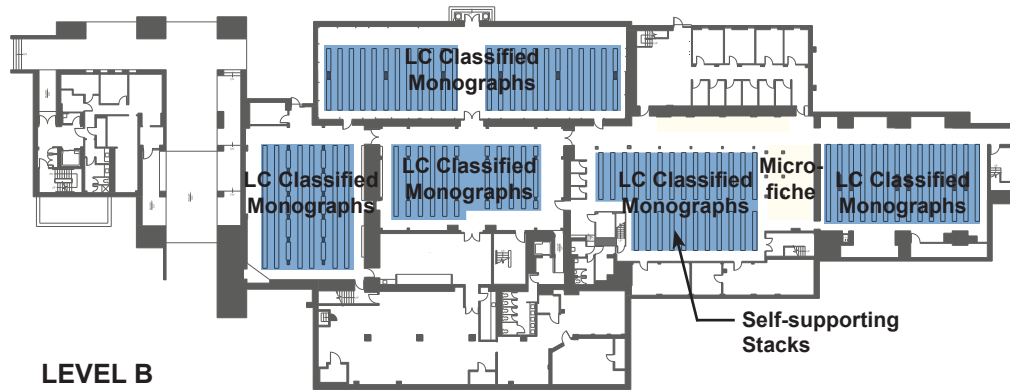 LC Classified
Monographs
LC Classified
Monographs
LC Classified
Monographs
LC Classified
Monographs
Micro-
fiche
LC Classified
Monographs
Self-supporting
Stacks
LEVEL B